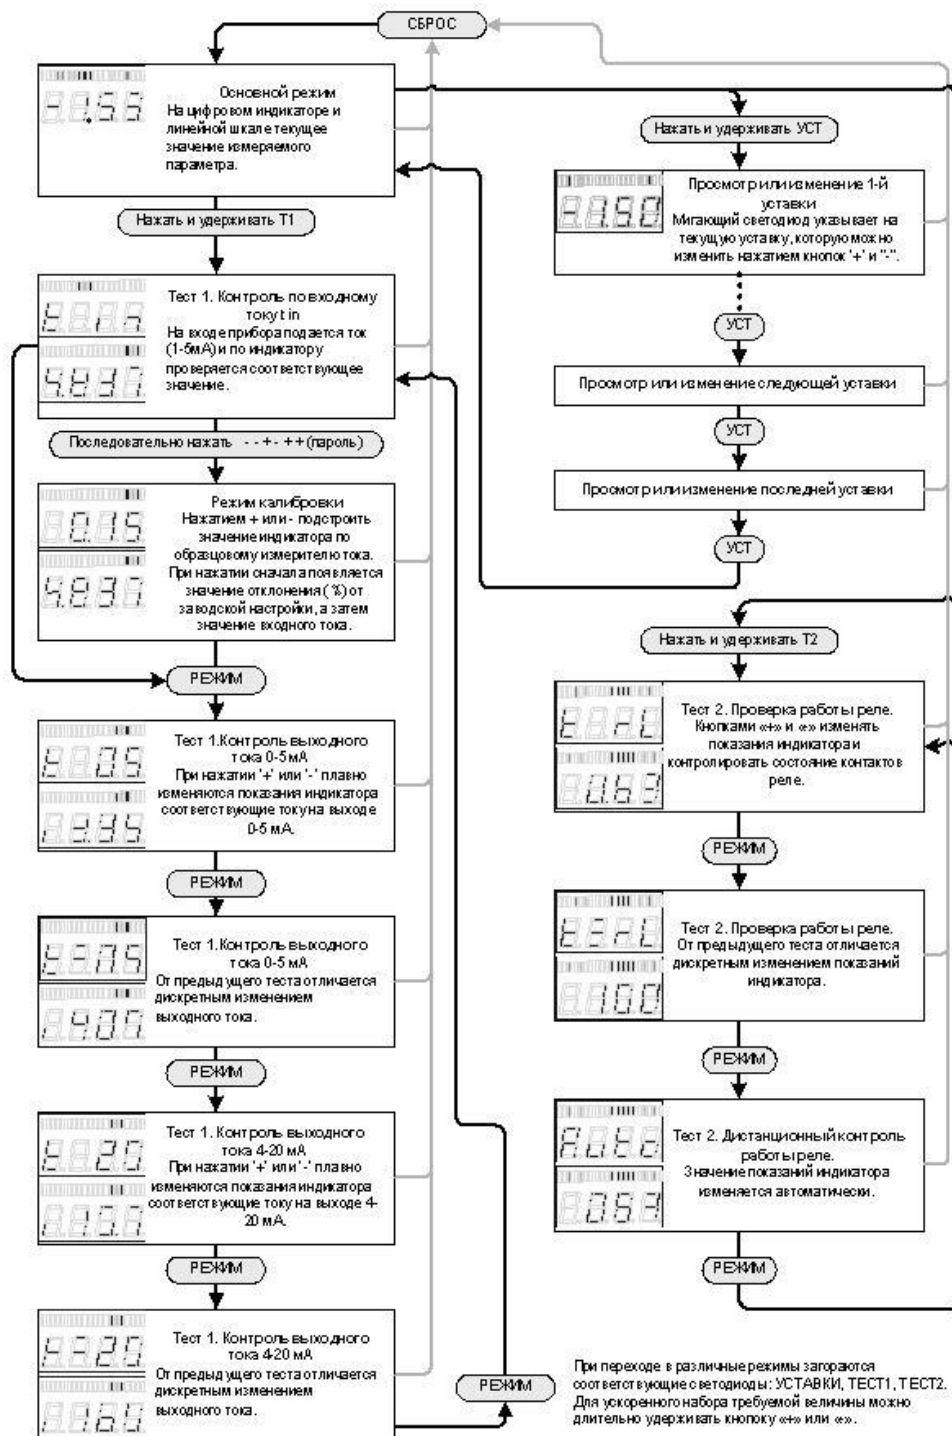 СБРОС
-1.53
Основной режим
На цифровом индикаторе и
линейной шкале текущее
значение измеряемого
параметра.
Нажать и удерживать Т1
Тест 1. Контроль по входному
току t in
На входе прибора подается ток
(1-5мА) и по индикатору
проверяется соответствующее
значение.
Последовательно нажать - - + - + + (пароль)
0.15
Режим калибровки
Нажатием + или - подстроить
значение индикатора по
образцовому измерителю тока.
При нажатии сначала появляется
значение отклонения ( %) от
заводской настройки, а затем
значение входного тока.
РЕЖИМ
Тест 1.Контроль выходного
тока 0-5 мА
При нажатии '+' или '-' плавно
изменяются показания индикатора
соответствующие току на выходе
0-5 мА.
РЕЖИМ
Тест 1.Контроль выходного
тока 0-5 мА
От предыдущего теста отличается
дискретным изменением
выходного тока.
РЕЖИМ
Тест 1. Контроль выходного
тока 4-20 мА
При нажатии '+' или '-' плавно
изменяются показания индикатора
соответствующие току на выходе 4-
20 мА.
РЕЖИМ
Тест 1. Контроль выходного
тока 4-20 мА
От предыдущего теста отличается
дискретным изменением
выходного тока.
РЕЖИМ
Нажать и удерживать УСТ
-1.50
Просмотр или изменение 1-й
уставки
Мигающий светодиод указывает на
текущую уставку, которую можно
изменить нажатием кнопок '+' и "-".
УСТ
Просмотр или изменение следующей уставки
УСТ
Просмотр или изменение последней уставки
УСТ
Нажать и удерживать Т2
Тест 2. Проверка работы реле.
Кнопками «+» и «-» изменять
показания индикатора и
контролировать состояние контактов
реле.
РЕЖИМ
Тест 2. Проверка работы реле.
От предыдущего теста отличается
дискретным изменением показаний
индикатора.
РЕЖИМ
Тест 2. Дистанционный контроль
работы реле.
Значение показаний индикатора
изменяется автоматически.
РЕЖИМ
При переходе в различные режимы загораются
соответствующие светодиоды: УСТАВКИ, ТЕСТ1, ТЕСТ2.
Для ускоренного набора требуемой величины можно
длительно удерживать кнопоку «+» или «-».